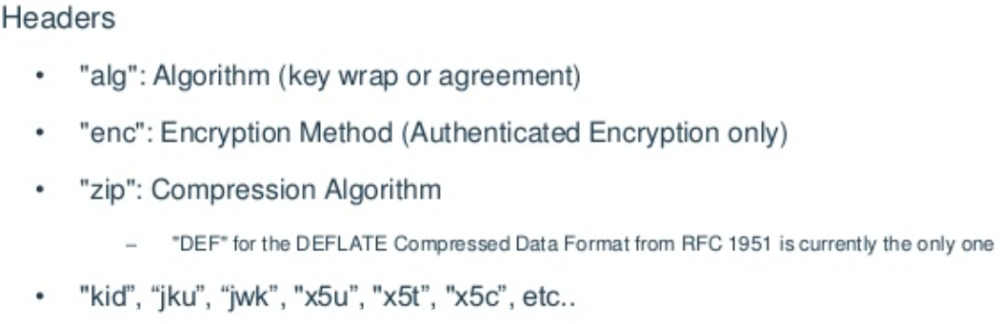 Headers
• "alg": Algorithm (key wrap or agreement)
• "enc": Encryption Method (Authenticated Encryption only)
• "zip": Compression Algorithm
– "DEF" for the DEFLATE Compressed Data Format from RFC 1951 is currently the only one
• "kid”, “jku”, “jwk”, "x5u”, "x5t”, "x5c”, etc..